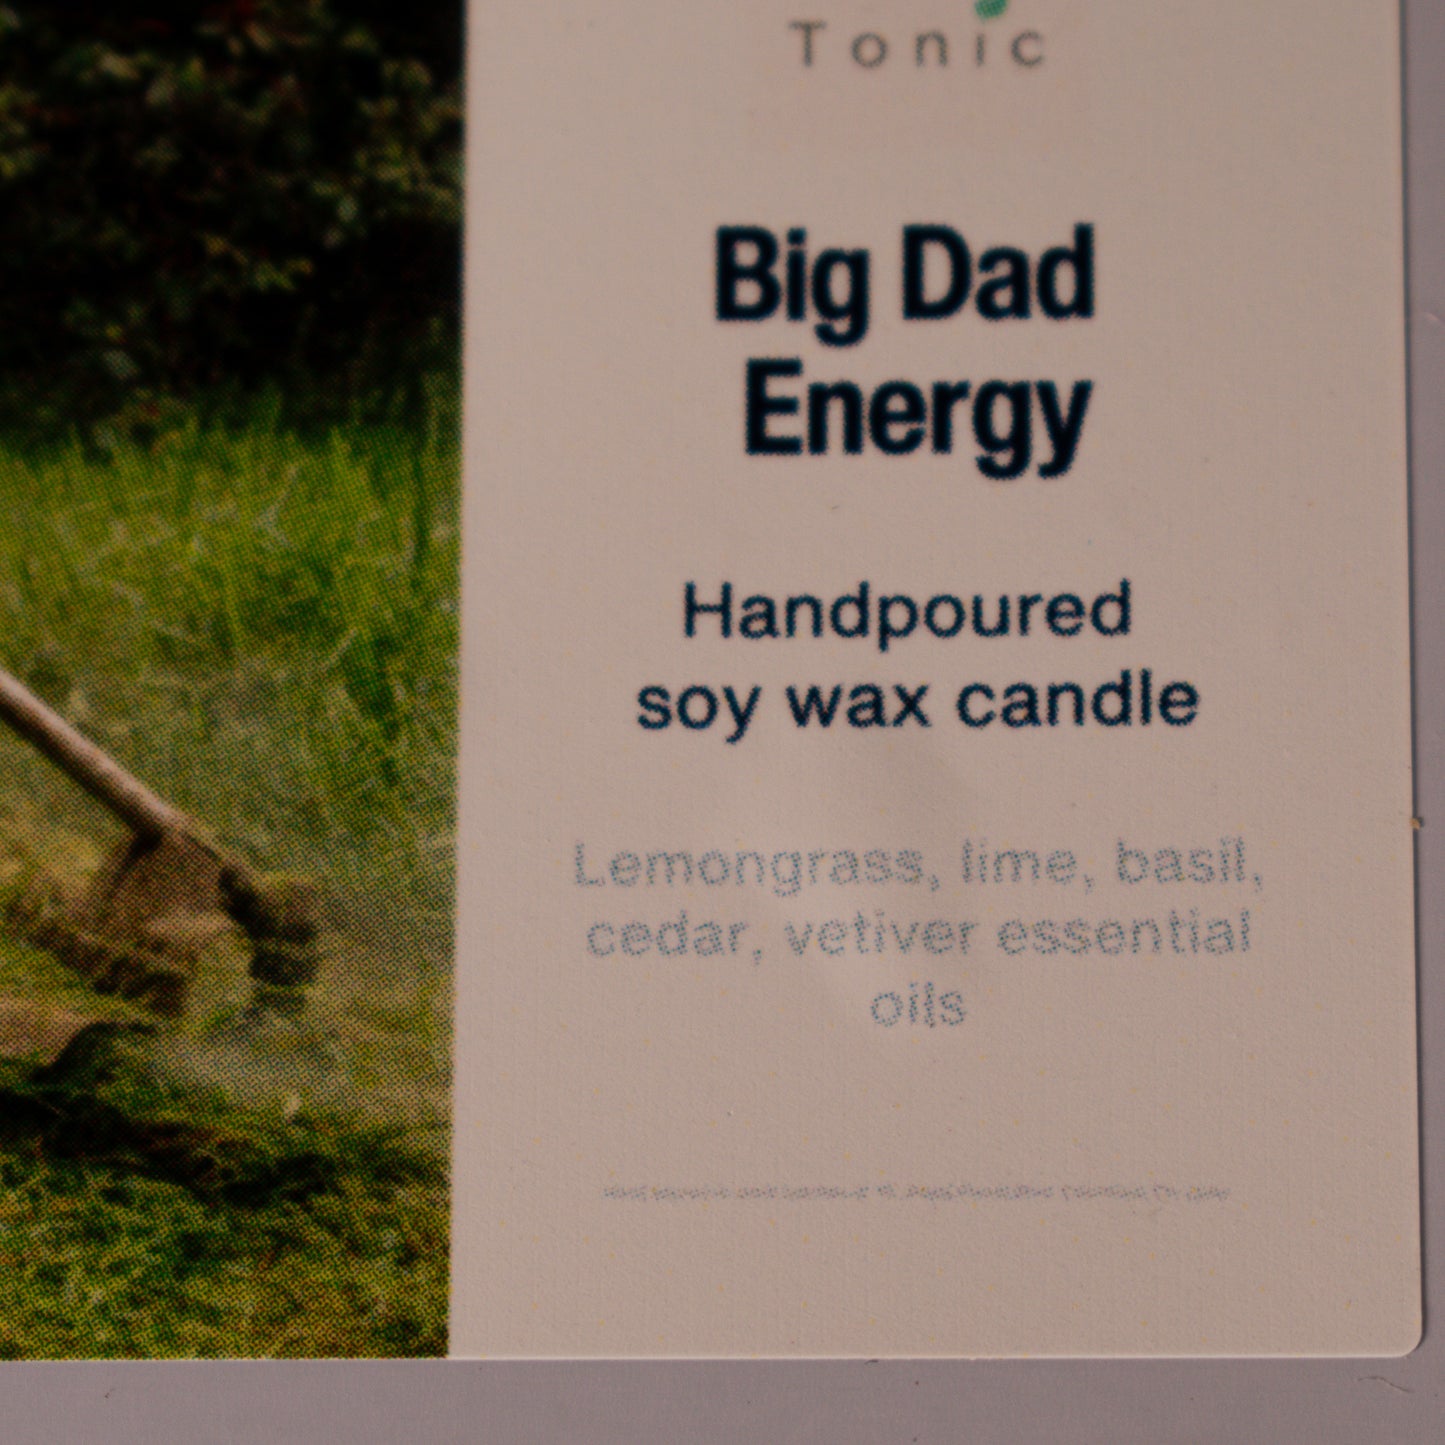 Tonic
Big Dad
Energy
Handpoured
soy wax candle
Lemongrass, lime, basil,
cedar, vetiver essential
oils